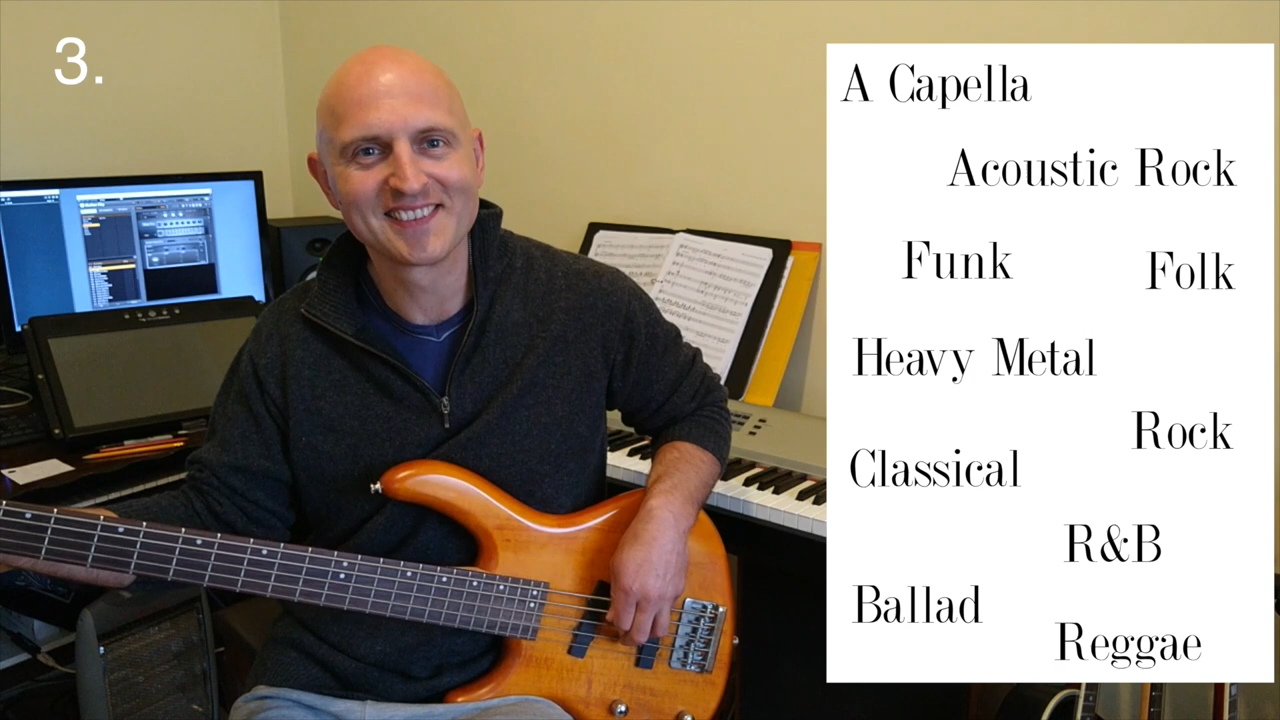 3.
A Capella
Acoustic Rock
Funk
Folk
Heavy Metal
Rock
Classical
R&B
Ballad
Reggae